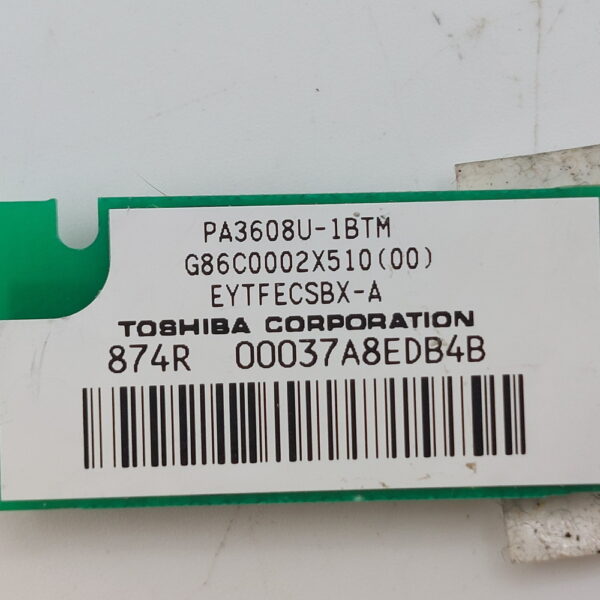 PA3608U-1BTM
G86C0002X510(00)
EYTFECSBX-A
TOSHIBA CORPORATION
874R 00037A8EDB4B